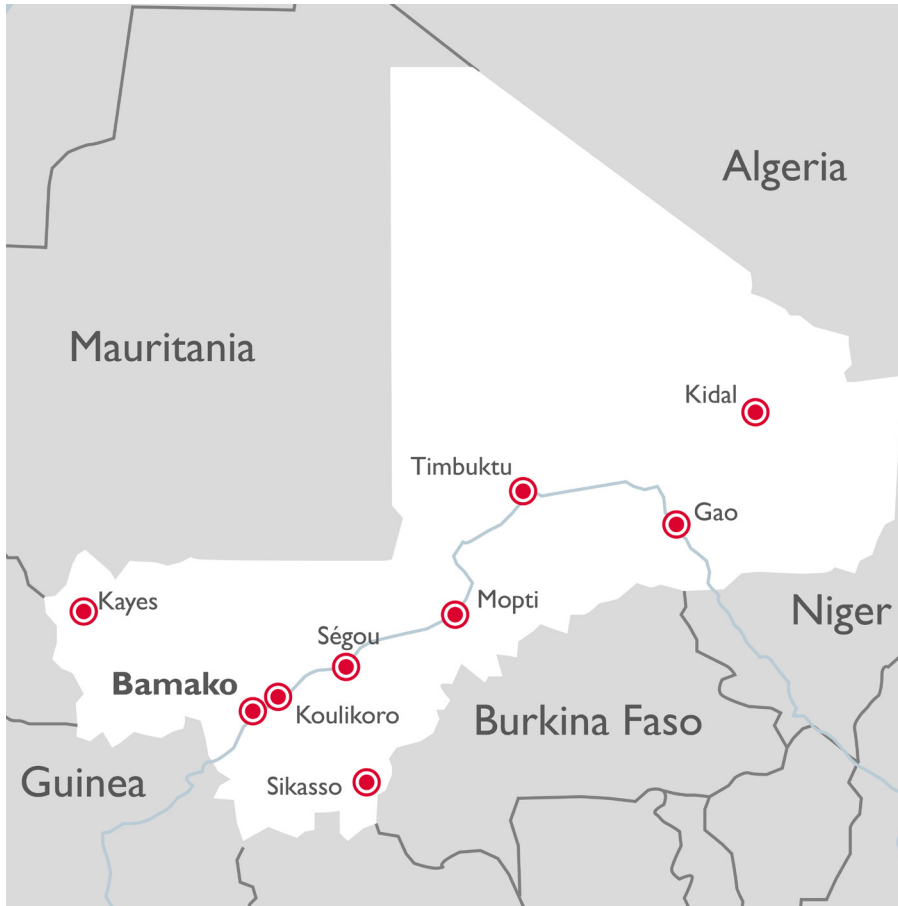 Algeria
Mauritania
Kidal
Timbuktu
Gao
Kayes
Mopti
Niger
Ségou
Bamako
Koulikoro
Burkina Faso
Guinea
Sikasso